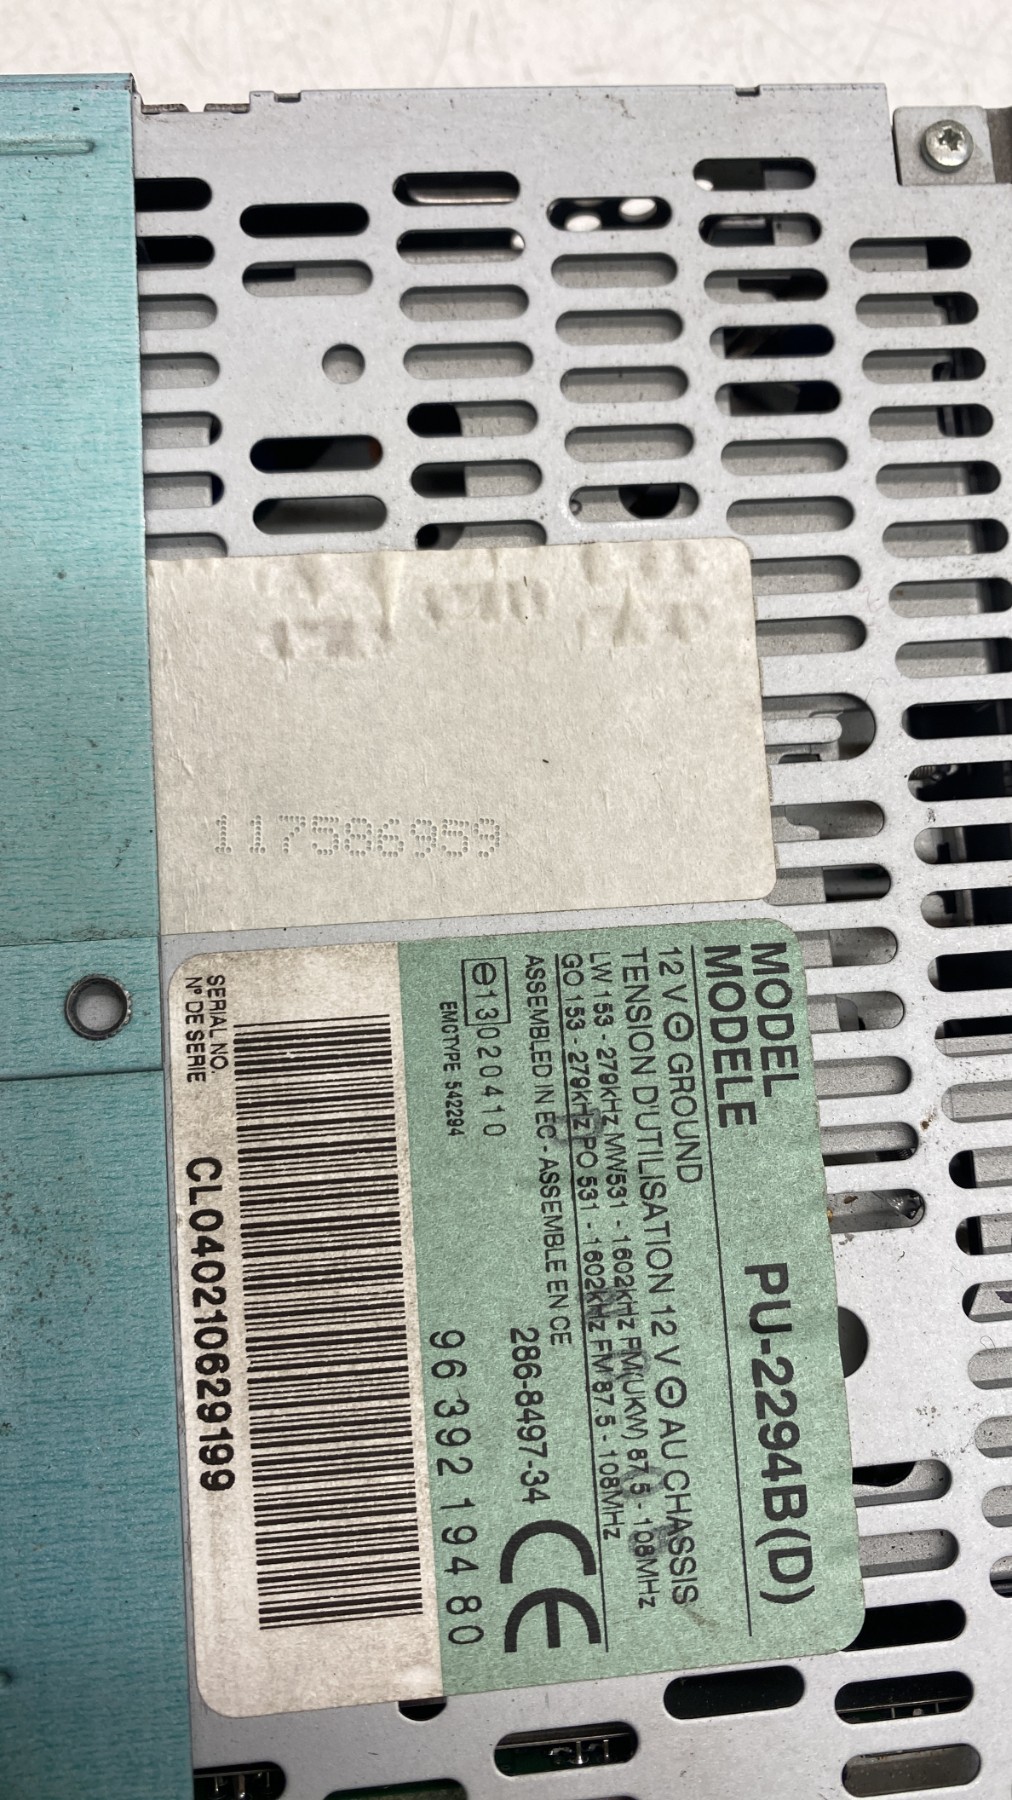 117586959
MODEL
MODELE PU-2294B(D)
12 V ⊖ GROUND
TENSION D'UTILISATION 12 V ⊖ AU CHASSIS
LW 153 - 279kHz MW531 - 1602kHz FM(UKW) 87.5 - 108MHz
GO 153 - 279kHz PO 531 - 1602kHz FM 87.5 - 108MHz
ASSEMBLED IN EC - ASSEMBLE EN CE
286-8497-34 CE
e13 020410
EMCTYPE 542294
96 392 194 80
SERIAL NO.
N° DE SERIE CL040210629199